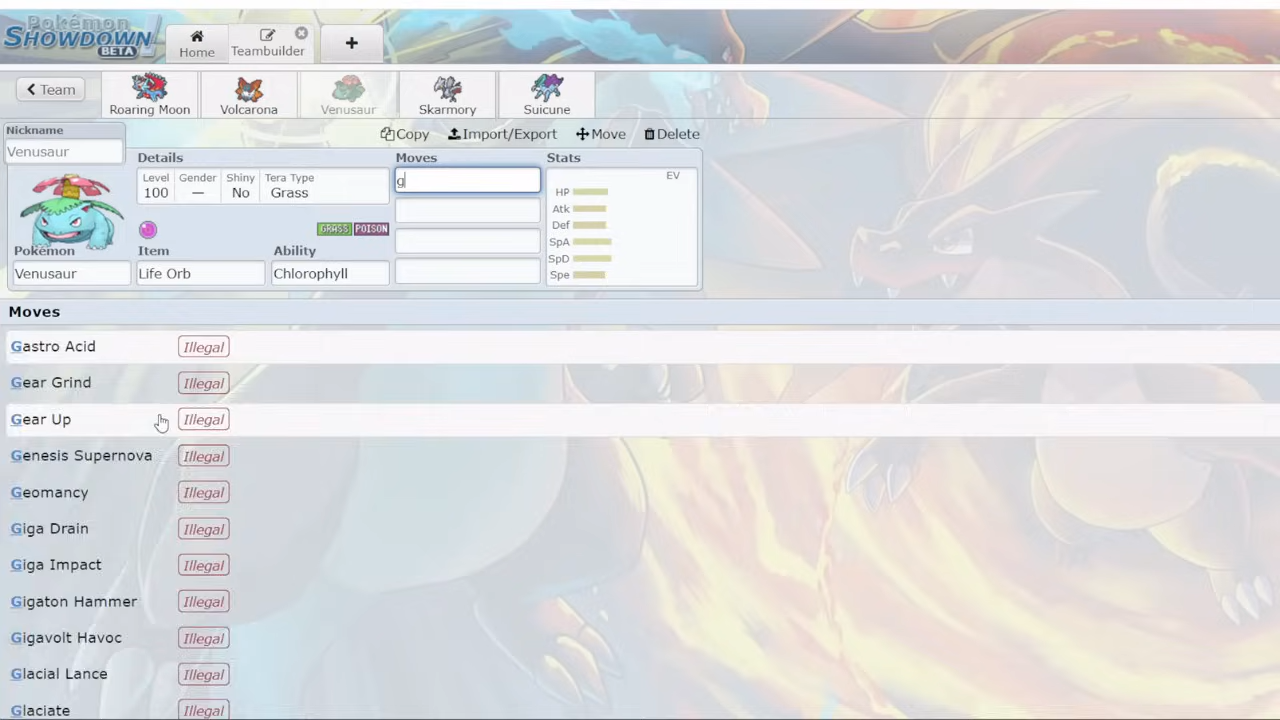 Pokémon
SHOWDOWN
BETA
Home
Teambuilder
Team
Roaring Moon
Volcarona
Venusaur
Skarmory
Suicune
Nickname
Venusaur
Copy
Import/Export
Move
Delete
Details
Moves
Stats
Level
Gender
Shiny
Tera Type
100
—
No
Grass
g
EV
HP
Atk
Def
SpA
SpD
Spe
GRASS POISON
Pokémon
Item
Ability
Venusaur
Life Orb
Chlorophyll
Moves
Gastro Acid Illegal
Gear Grind Illegal
Gear Up Illegal
Genesis Supernova Illegal
Geomancy Illegal
Giga Drain Illegal
Giga Impact Illegal
Gigaton Hammer Illegal
Gigavolt Havoc Illegal
Glacial Lance Illegal
Glaciate Illegal